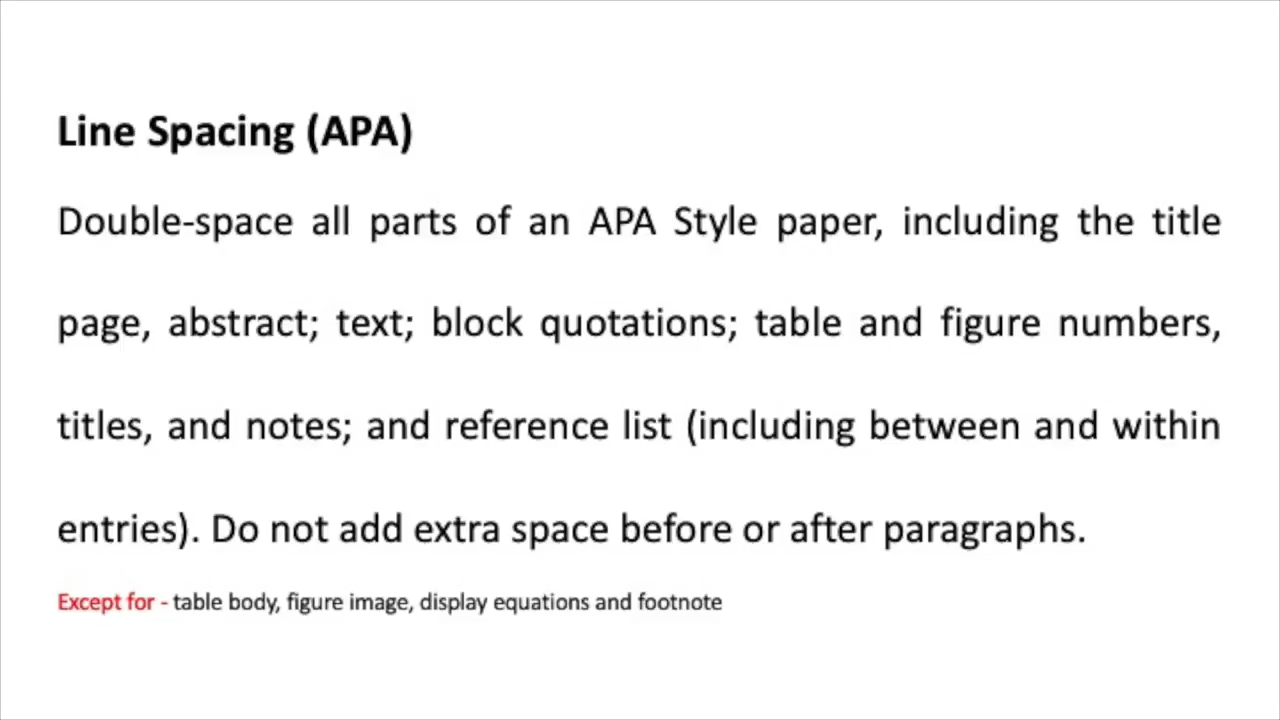 Line Spacing (APA)
Double-space all parts of an APA Style paper, including the title
page, abstract; text; block quotations; table and figure numbers,
titles, and notes; and reference list (including between and within
entries). Do not add extra space before or after paragraphs.
Except for - table body, figure image, display equations and footnote